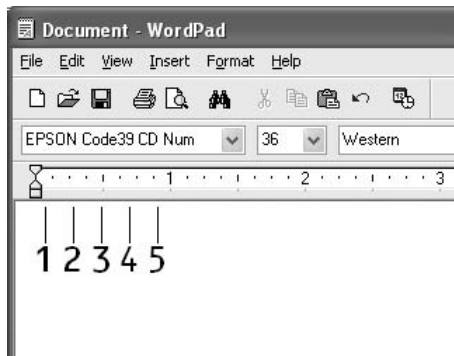 Document - WordPad
File Edit View Insert Format Help
EPSON Code39 CD Num 36 Western
1 2 3
1 2 3 4 5